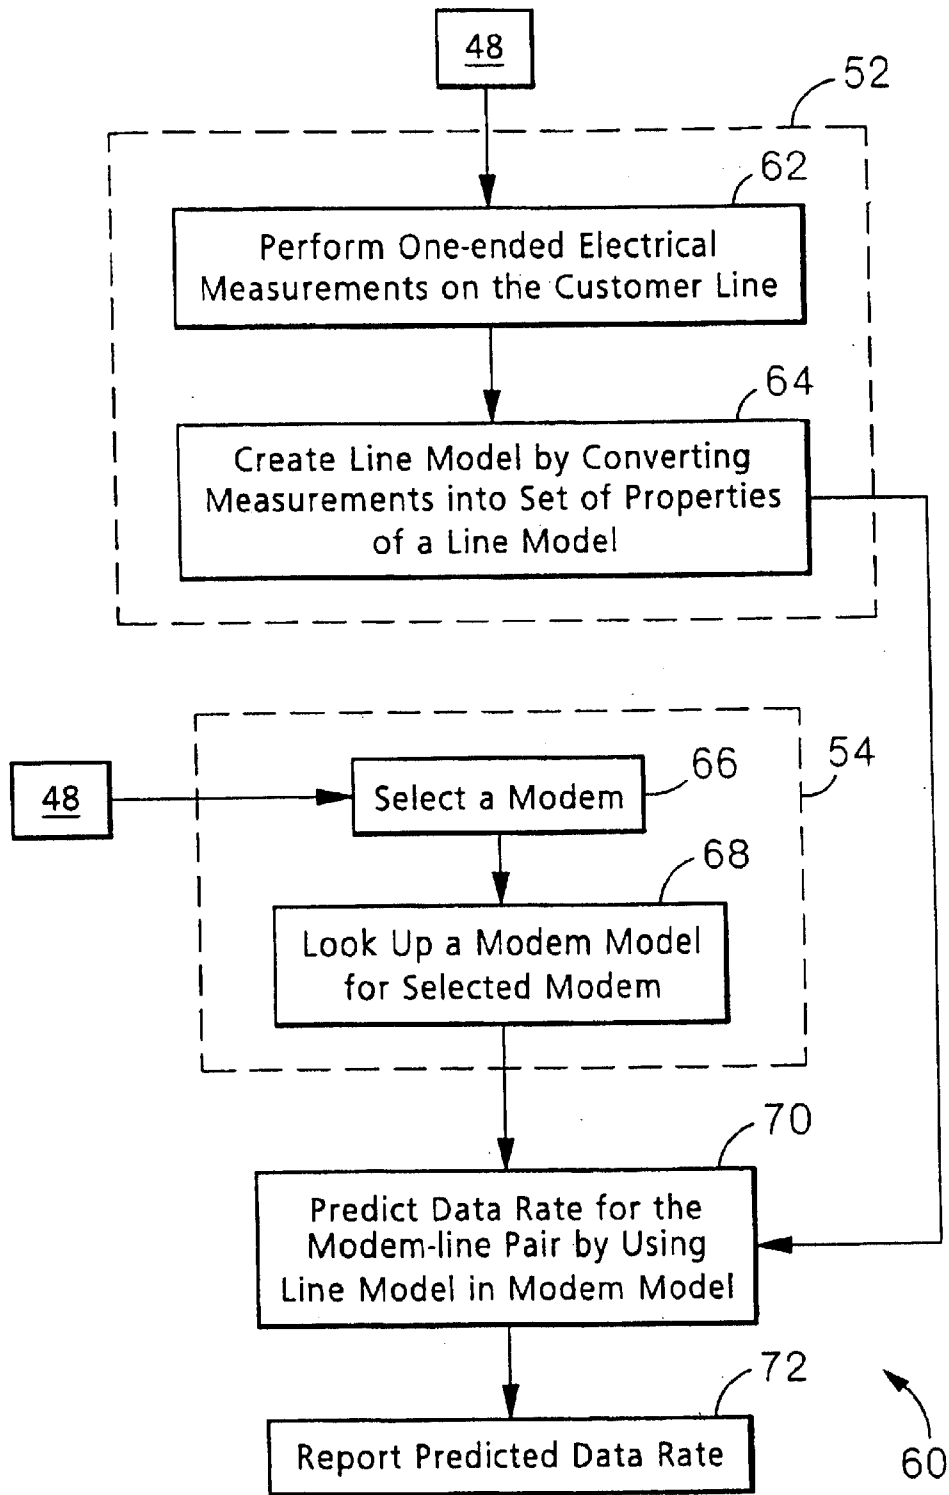 48
52
62
Perform One-ended Electrical
Measurements on the Customer Line
64
Create Line Model by Converting
Measurements into Set of Properties
of a Line Model
48
66
54
Select a Modem
68
Look Up a Modem Model
for Selected Modem
70
Predict Data Rate for the
Modem-line Pair by Using
Line Model in Modem Model
72
Report Predicted Data Rate
60